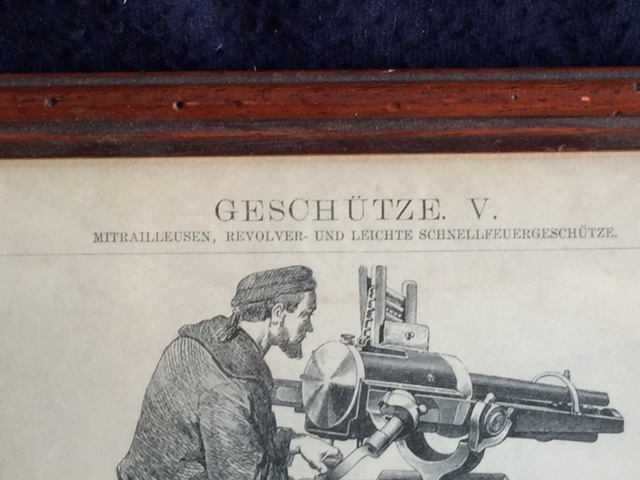 GESCHÜTZE. V.
MITRAILLEUSEN, REVOLVER- UND LEICHTE SCHNELLFEUERGESCHÜTZE.